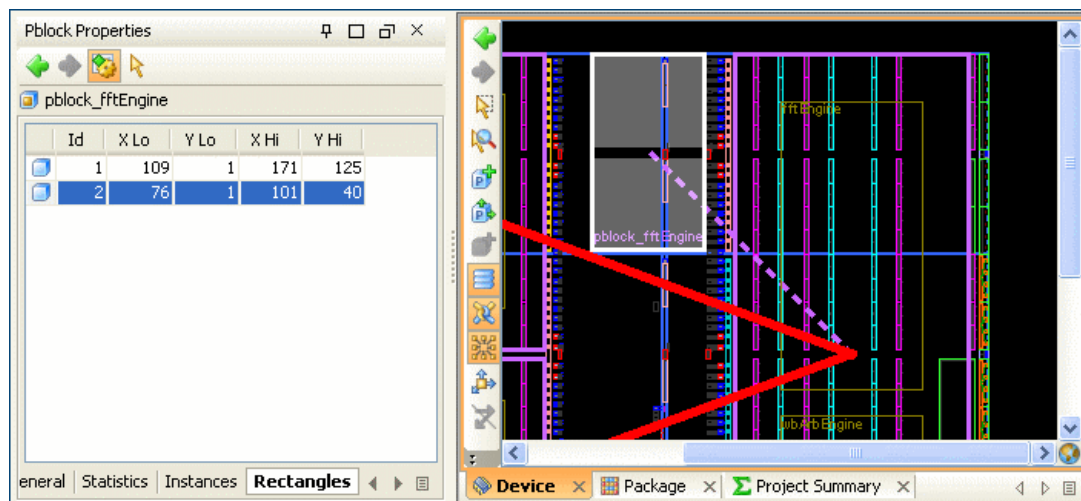 Pblock Properties
pblock_fftEngine
Id X Lo Y Lo X Hi Y Hi
1 109 1 171 125
2 76 1 101 40
eneral Statistics Instances Rectangles
fftEngine
pblock_fftEngine
wbArbEngine
Device Package Project Summary